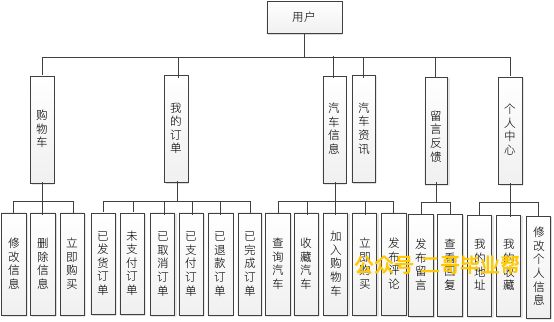 用户
购物车
我的订单
汽车信息
汽车资讯
留言反馈
个人中心
修改信息
删除信息
立即购买
已发货订单
未支付订单
已取消订单
已支付订单
已退款订单
已完成订单
查询汽车
收藏汽车
加入购物车
立即购买
发布评论
发布留言
查看回复
我的地址
我的收藏
修改个人信息
公众号:二哥毕业帮